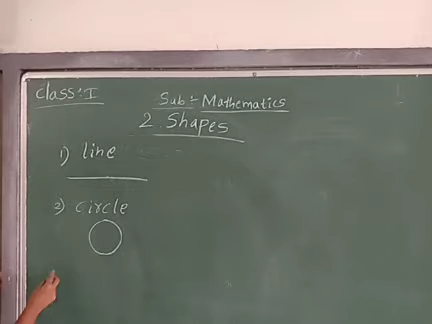 Class:- I
Sub:- Mathematics
2. Shapes
1) line
2) circle